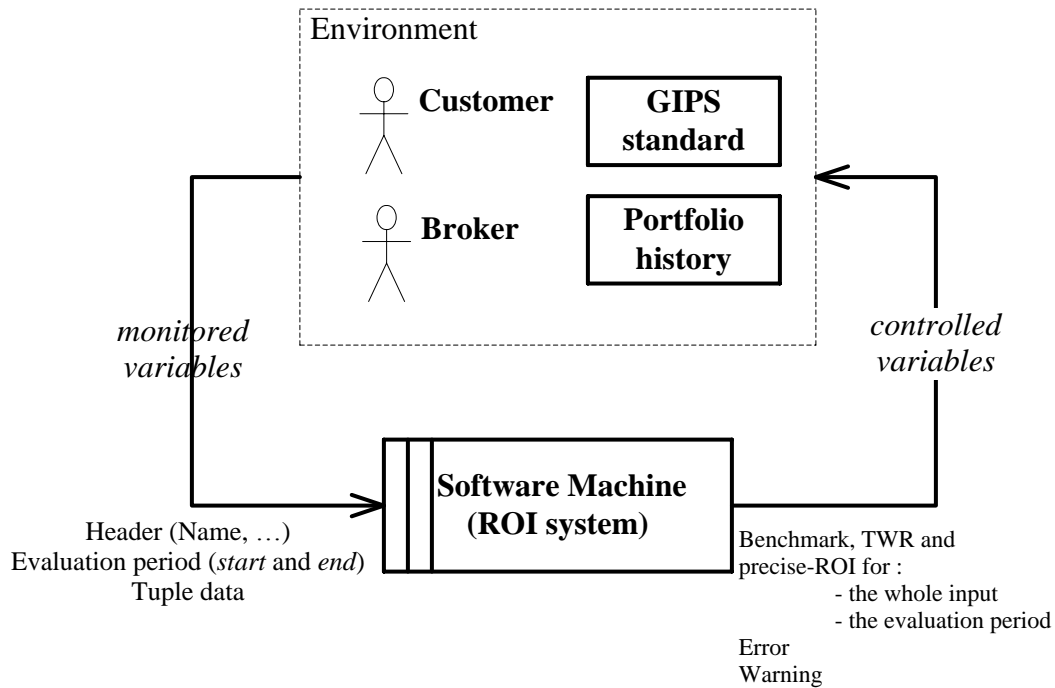 Environment
Customer
GIPS
standard
Broker
Portfolio
history
monitored
variables
controlled
variables
Software Machine
(ROI system)
Header (Name, …)
Evaluation period (start and end)
Tuple data
Benchmark, TWR and
precise-ROI for :
- the whole input
- the evaluation period
Error
Warning